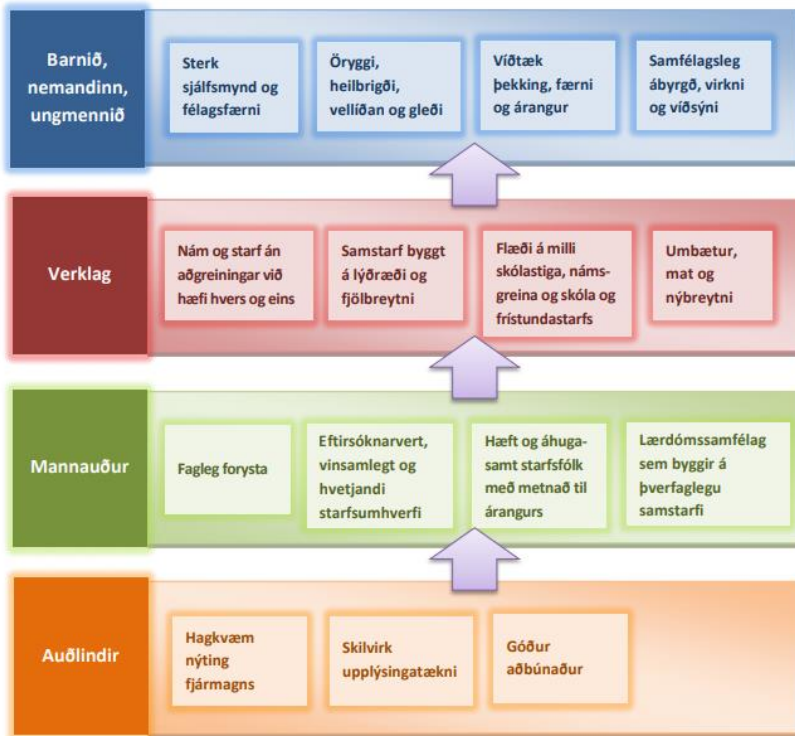 Barnið,
nemandinn,
ungmennið
Sterk
sjálfsmynd og
félagsfærni
Öryggi,
heilbrigði,
vellíðan og gleði
Víðtæk
þekking, færni
og árangur
Samfélagsleg
ábyrgð, virkni
og víðsýni
Verklag
Nám og starf án
aðgreiningar við
hæfi hvers og eins
Samstarf byggt
á lýðræði og
fjölbreytni
Flæði á milli
skólastiga, náms-
greina og skóla og
frístundastarfs
Umbætur,
mat og
nýbreytni
Mannauður
Fagleg forysta
Eftirsóknarvert,
vinsamlegt og
hvetjandi
starfsumhverfi
Hæft og áhuga-
samt starfsfólk
með metnað til
árangurs
Lærdómssamfélag
sem byggir á
þverfaglegu
samstarfi
Auðlindir
Hagkvæm
nýting
fjármagns
Skilvirk
upplýsingatækni
Góður
aðbúnaður